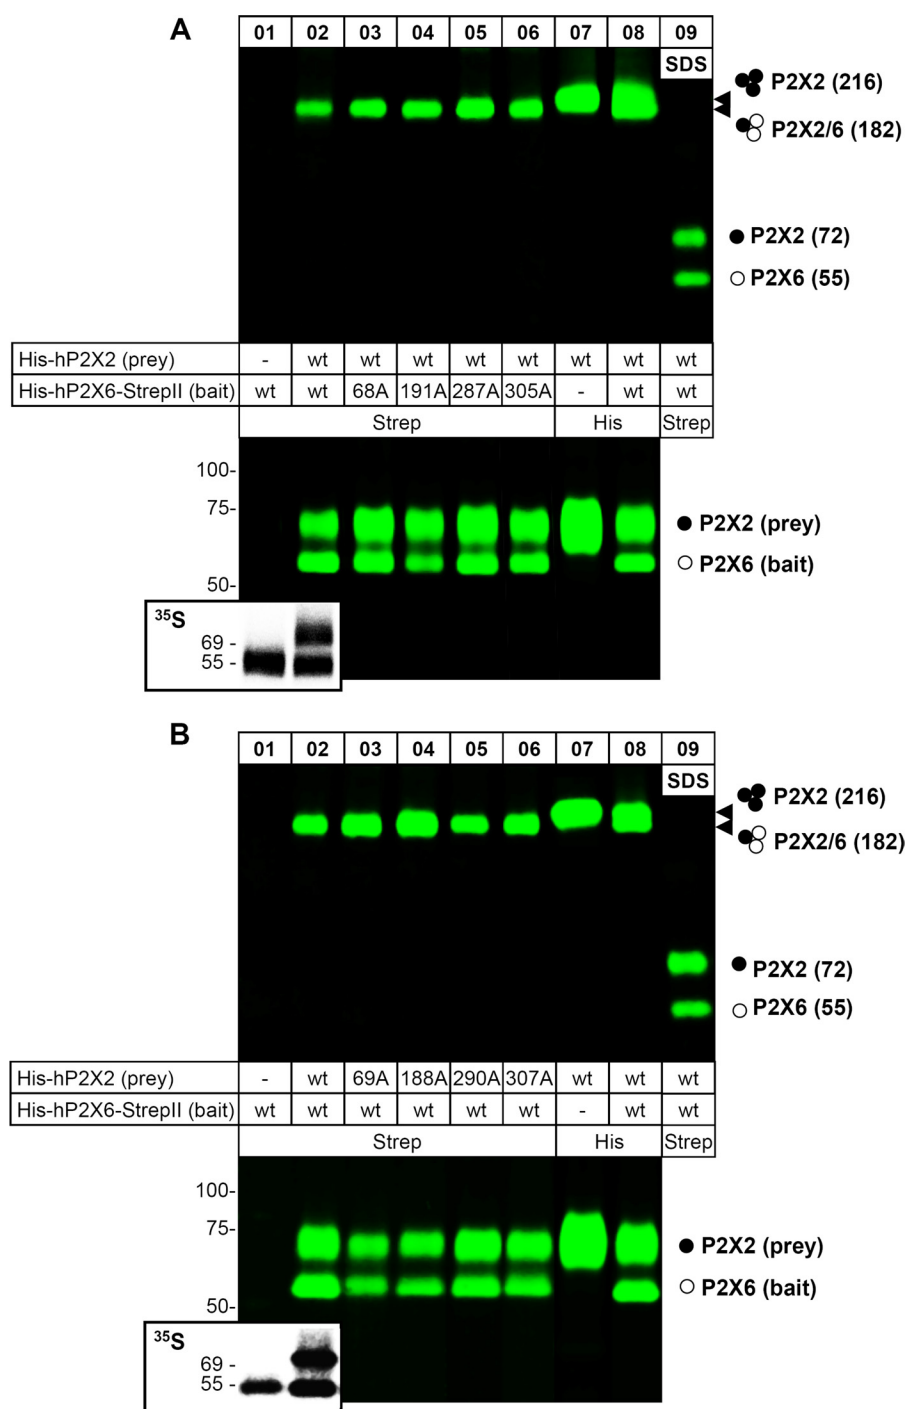 A
01 02 03 04 05 06 07 08 09
SDS
P2X2 (216)
P2X2/6 (182)
P2X2 (72)
P2X6 (55)
His-hP2X2 (prey) - wt wt wt wt wt wt wt wt
His-hP2X6-StrepII (bait) wt wt 68A 191A 287A 305A - wt wt
Strep His Strep
100-
75-
P2X2 (prey)
P2X6 (bait)
50-
³⁵S
69 -
55 -
B
01 02 03 04 05 06 07 08 09
SDS
P2X2 (216)
P2X2/6 (182)
P2X2 (72)
P2X6 (55)
His-hP2X2 (prey) - wt 69A 188A 290A 307A wt wt wt
His-hP2X6-StrepII (bait) wt wt wt wt wt wt - wt wt
Strep His Strep
100-
75-
P2X2 (prey)
P2X6 (bait)
50-
³⁵S
69 -
55 -